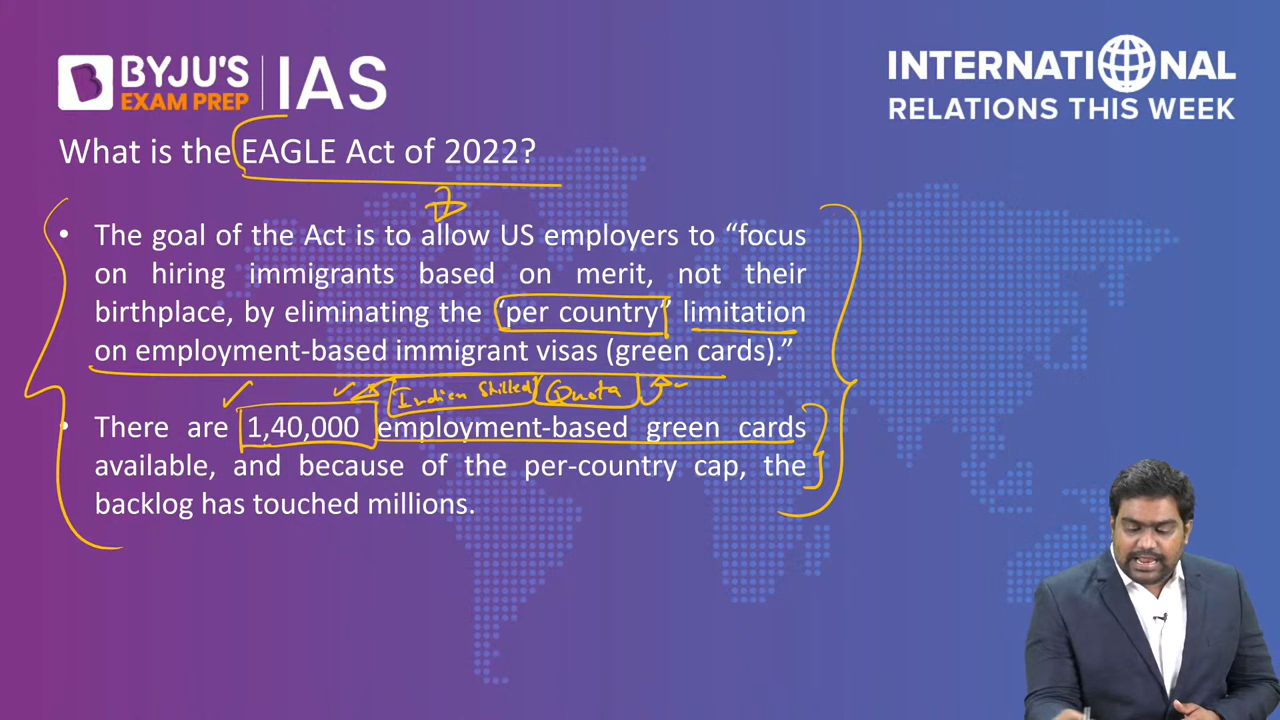 BYJU'S
EXAM PREP
IAS
INTERNATIONAL
RELATIONS THIS WEEK
What is the EAGLE Act of 2022?
• The goal of the Act is to allow US employers to “focus
on hiring immigrants based on merit, not their
birthplace, by eliminating the ‘per country” limitation
on employment-based immigrant visas (green cards).”
Indian Skilled Quota
• There are 1,40,000 employment-based green cards
available, and because of the per-country cap, the
backlog has touched millions.